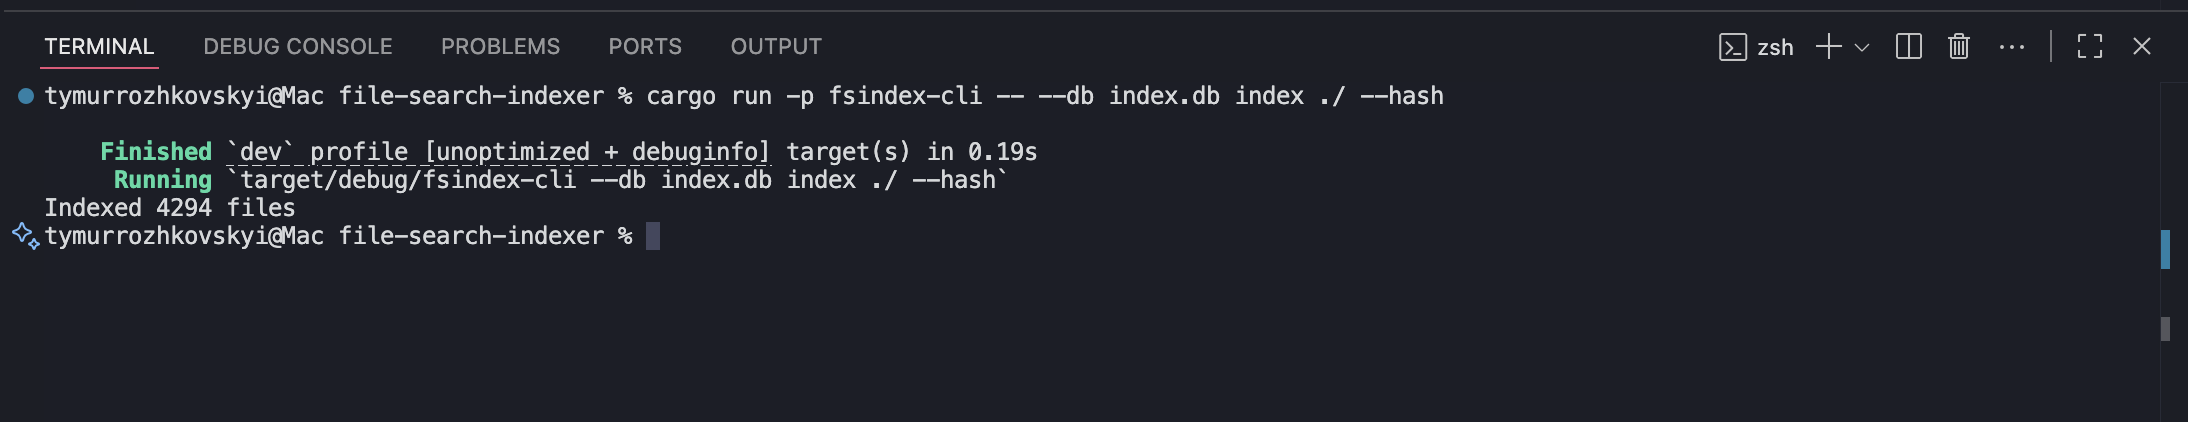 TERMINAL DEBUG CONSOLE PROBLEMS PORTS OUTPUT zsh
tymurrozhkovskyi@Mac file-search-indexer % cargo run -p fsindex-cli -- --db index.db index ./ --hash
Finished `dev` profile [unoptimized + debuginfo] target(s) in 0.19s
Running `target/debug/fsindex-cli --db index.db index ./ --hash`
Indexed 4294 files
tymurrozhkovskyi@Mac file-search-indexer %